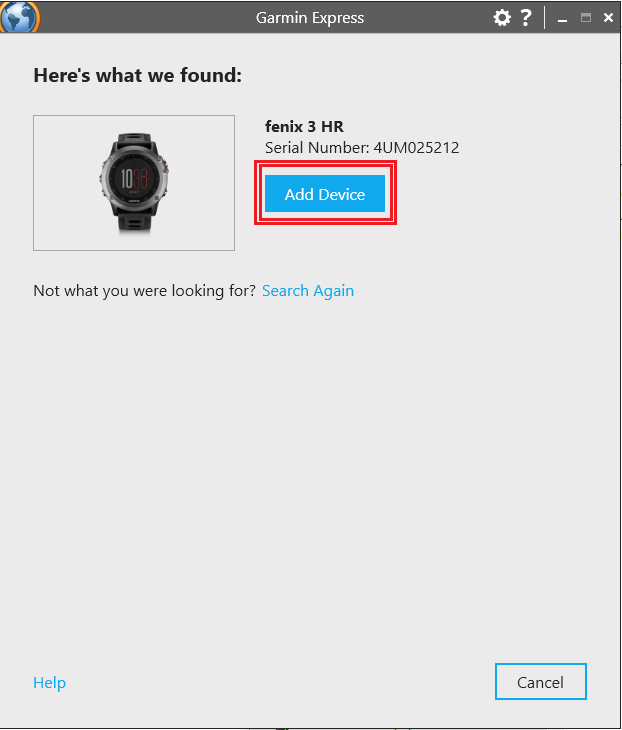 Garmin Express
?
Here's what we found:
fenix 3 HR
Serial Number: 4UM025212
10:38
Add Device
Not what you were looking for? Search Again
Help
Cancel